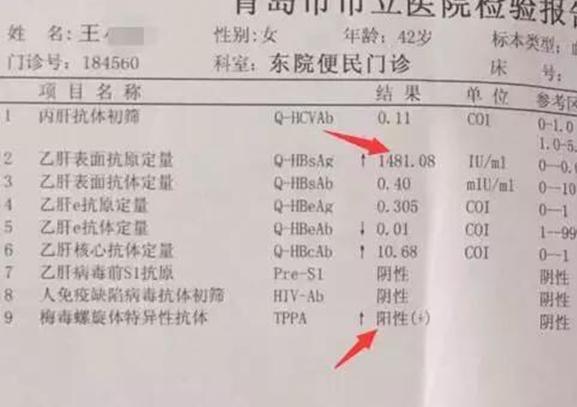 青岛市市立医院检验报告
姓 名：王 性别：女 年龄：42岁 标本类型：
门诊号：184560 科室：东院便民门诊 床 号：
项 目 名 称 结 果 单 位 参考区
1 丙肝抗体初筛 Q-HCVAb 0.11 COI 0-1.0
1.0-5.
2 乙肝表面抗原定量 Q-HBsAg ↑ 1481.08 IU/ml 0--0.
3 乙肝表面抗体定量 Q-HBsAb 0.40 mIU/ml 0--10
4 乙肝e抗原定量 Q-HBeAg 0.305 COI 0--1
5 乙肝e抗体定量 Q-HBeAb ↓ 0.01 COI 1--99
6 乙肝核心抗体定量 Q-HBcAb ↑ 10.68 COI 0--1
7 乙肝病毒前S1抗原 Pre-S1 阴性 阴性
8 人免疫缺陷病毒抗体初筛 HIV-Ab 阴性 阴性
9 梅毒螺旋体特异性抗体 TPPA ↑ 阳性(+) 阴性